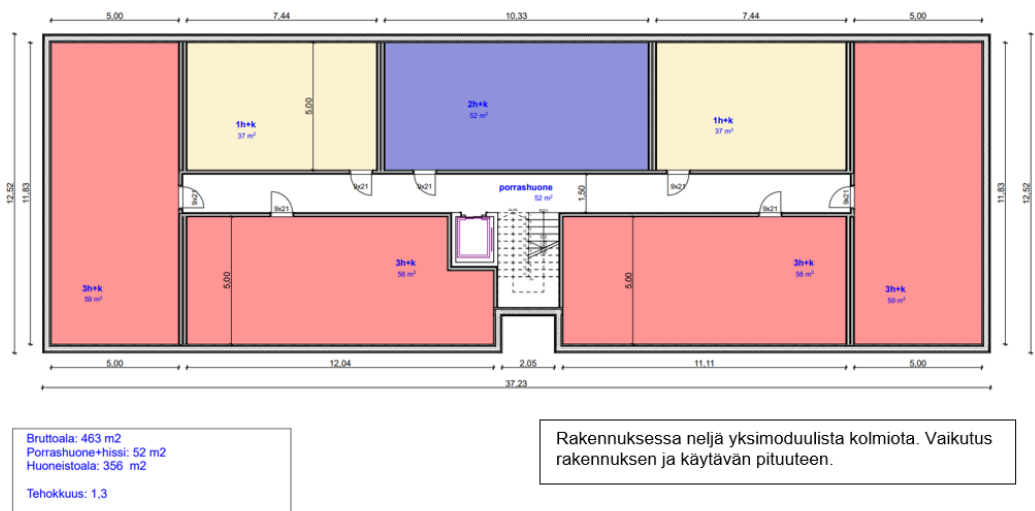 5,00 7,44 10,33 7,44 5,00
12,52
11,83
5,00
1h+k
37 m²
2h+k
52 m²
1h+k
37 m²
11,83
12,52
9x21
9x21
9x21
porrashuone
52 m²
1,50
9x21
9x21
9x21
9x21
3h+k
59 m²
5,00
3h+k
56 m²
5,00
3h+k
56 m²
3h+k
59 m²
5,00 12,04 2,05 11,11 5,00
37,23
Bruttoala: 463 m2
Porrashuone+hissi: 52 m2
Huoneistoala: 356 m2
Tehokkuus: 1,3
Rakennuksessa neljä yksimoduulista kolmiota. Vaikutus
rakennuksen ja käytävän pituuteen.